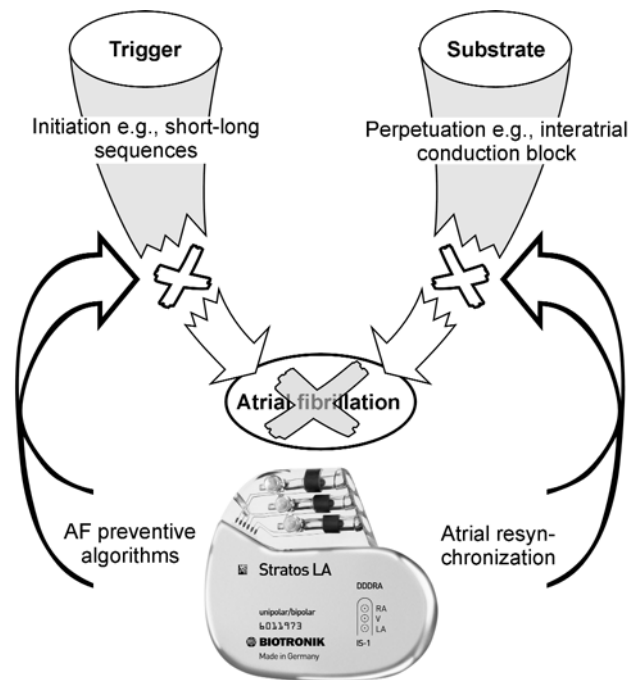 Trigger
Substrate
Initiation e.g., short-long
sequences
Perpetuation e.g., interatrial
conduction block
Atrial fibrillation
AF preventive
algorithms
Atrial resyn-
chronization
Stratos LA
DDDRA
unipolar/bipolar
6011973
RA
V
LA
BIOTRONIK
IS-1
Made in Germany